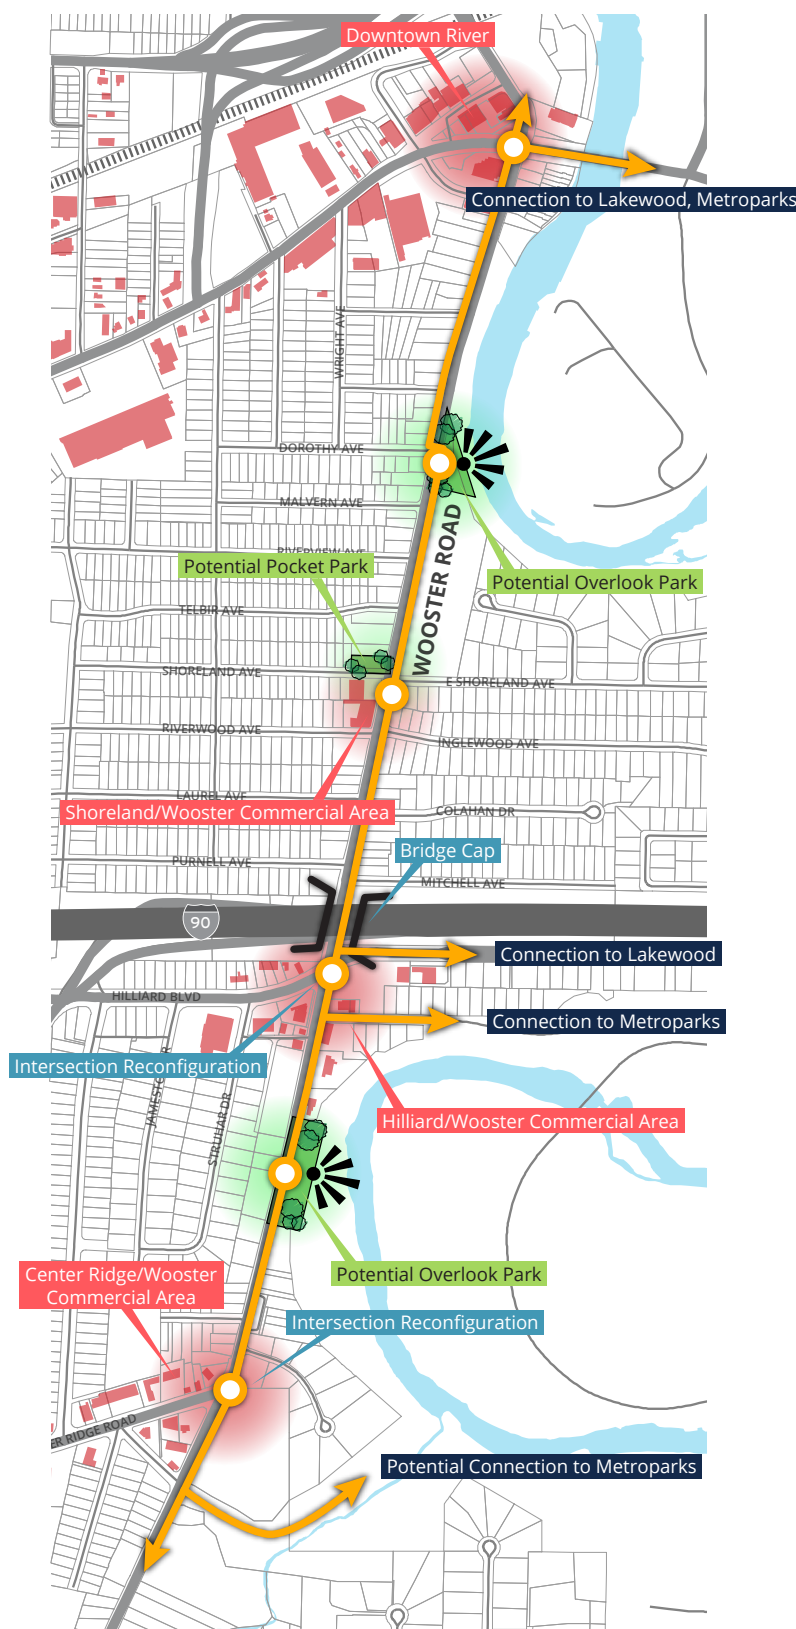 Downtown River
Connection to Lakewood, Metroparks
WRIGHT AVE
DOROTHY AVE
MALVERN AVE
WOOSTER ROAD
RIVERVIEW AVE
Potential Pocket Park
Potential Overlook Park
TELBIR AVE
SHORELAND AVE
E SHORELAND AVE
RIVERWOOD AVE
INGLEWOOD AVE
LAUREL AVE
Shoreland/Wooster Commercial Area
COLAHAN DR
Bridge Cap
PURNELL AVE
MITCHELL AVE
90
Connection to Lakewood
HILLIARD BLVD
Connection to Metroparks
Intersection Reconfiguration
Hilliard/Wooster Commercial Area
STRUHAR DR
Center Ridge/Wooster
Commercial Area
Potential Overlook Park
Intersection Reconfiguration
ER RIDGE ROAD
Potential Connection to Metroparks